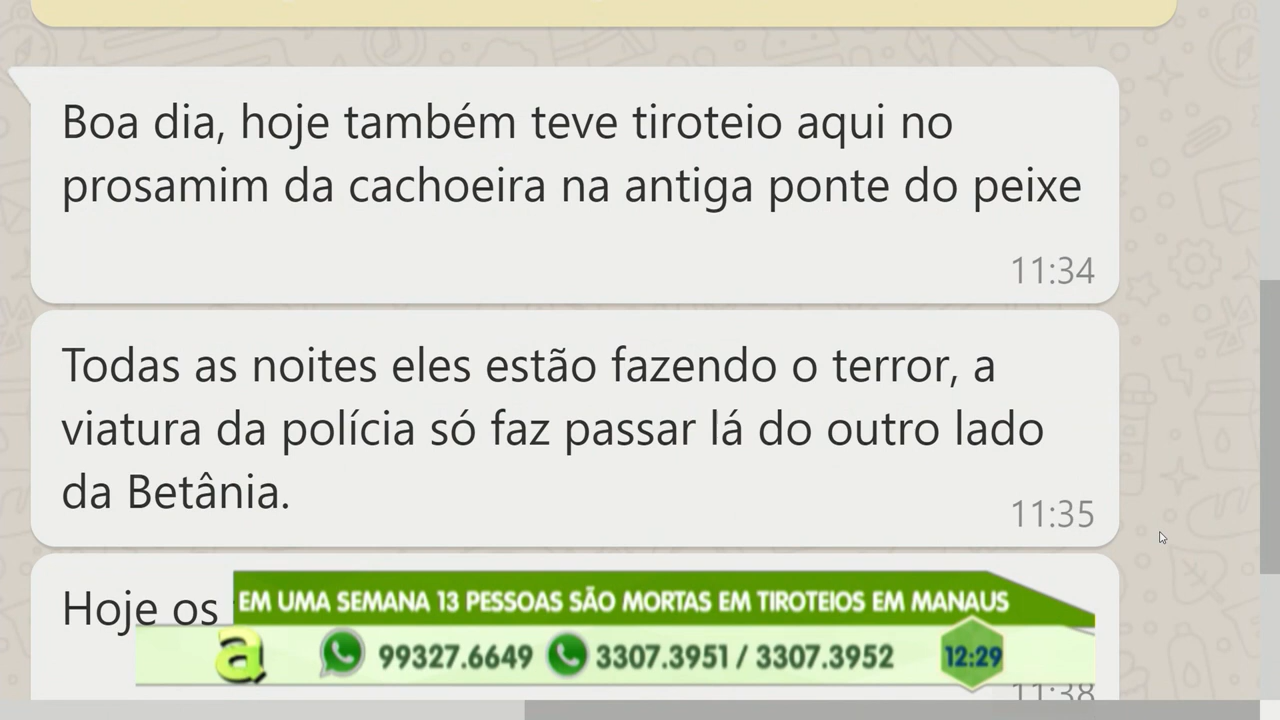 Boa dia, hoje também teve tiroteio aqui no
prosamim da cachoeira na antiga ponte do peixe
11:34
Todas as noites eles estão fazendo o terror, a
viatura da polícia só faz passar lá do outro lado
da Betânia.
11:35
Hoje os
EM UMA SEMANA 13 PESSOAS SÃO MORTAS EM TIROTEIOS EM MANAUS
a 99327.6649 3307.3951 / 3307.3952 12:29
11:38